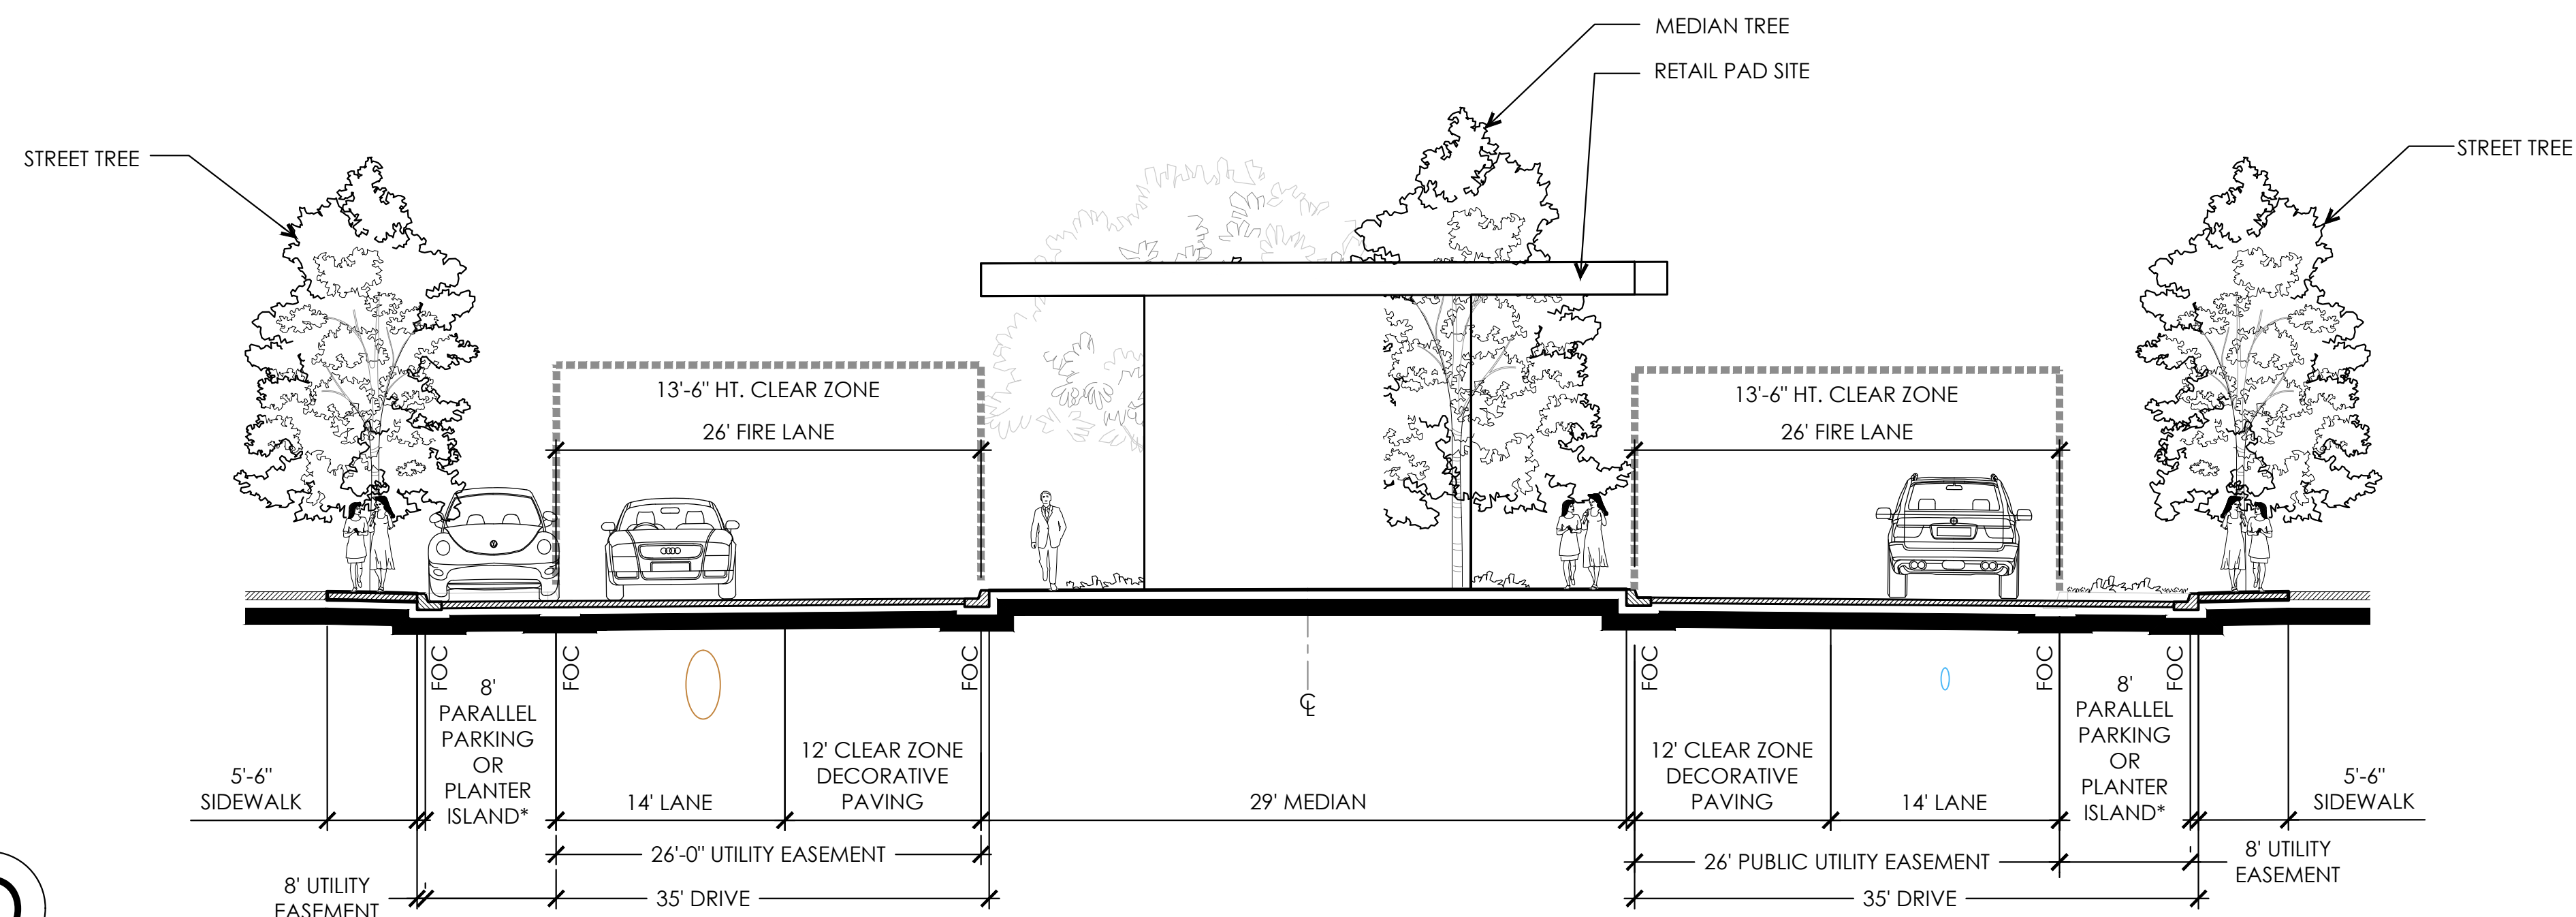 MEDIAN TREE
RETAIL PAD SITE
STREET TREE
STREET TREE
13'-6" HT. CLEAR ZONE
26' FIRE LANE
13'-6" HT. CLEAR ZONE
26' FIRE LANE
FOC
FOC
FOC
FOC
FOC
FOC
5'-6"
SIDEWALK
8'
PARALLEL
PARKING
OR
PLANTER
ISLAND*
14' LANE
12' CLEAR ZONE
DECORATIVE
PAVING
29' MEDIAN
℄
12' CLEAR ZONE
DECORATIVE
PAVING
14' LANE
8'
PARALLEL
PARKING
OR
PLANTER
ISLAND*
5'-6"
SIDEWALK
26'-0" UTILITY EASEMENT
26' PUBLIC UTILITY EASEMENT
8' UTILITY
EASEMENT
8' UTILITY
EASEMENT
35' DRIVE
35' DRIVE